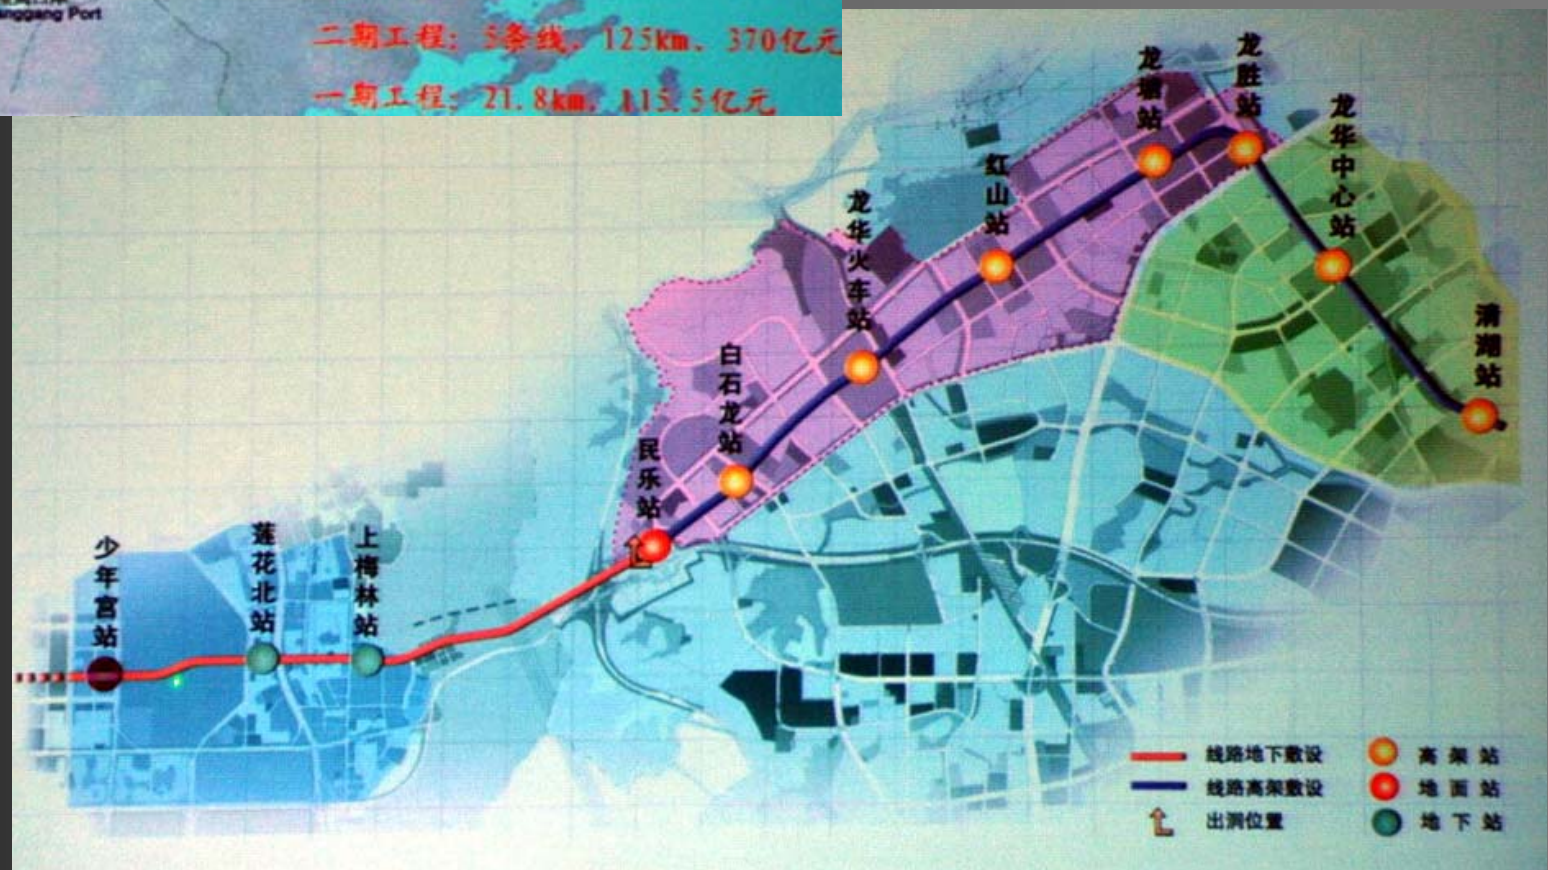 anggang Port
二期工程：5条线、125km、370亿元
一期工程：21.8km，115.5亿元
龙胜站
龙塘站
龙华中心站
红山站
龙华火车站
清湖站
白石龙站
民乐站
上梅林站
莲花北站
少年宫站
线路地下敷设
高架站
线路高架敷设
地面站
出洞位置
地下站